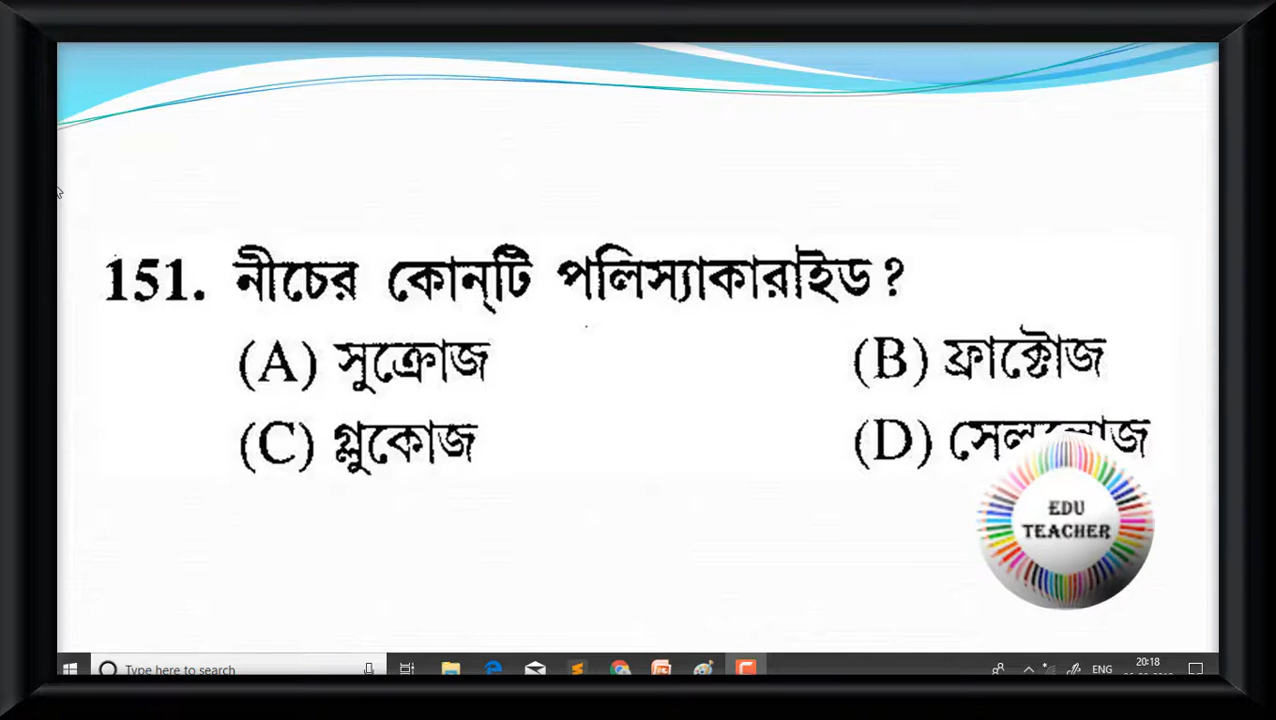 151. নীচের কোন্‌টি পলিস্যাকারাইড?
(A) সুক্রোজ (B) ফ্রাক্টোজ
(C) গ্লুকোজ (D)
EDU
TEACHER
Type here to search ENG 20:18